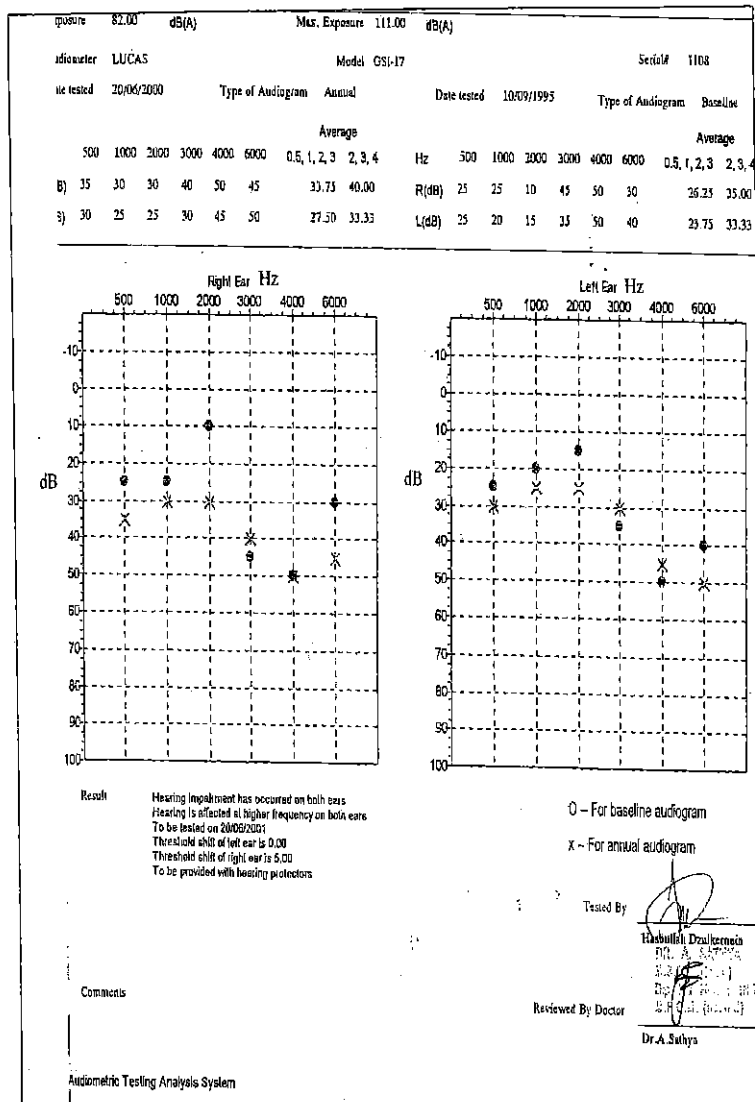 posure 82.00 dB(A) Max. Exposure 111.00 dB(A)
udiometer LUCAS Model GSI-17 Serial# 1108
ate tested 20/06/2000 Type of Audiogram Annual Date tested 10/09/1995 Type of Audiogram Baseline
Average Average
500 1000 2000 3000 4000 6000 0.5, 1, 2, 3 2, 3, 4 Hz 500 1000 2000 3000 4000 6000 0.5, 1, 2, 3 2, 3, 4
B) 35 30 30 40 50 45 33.75 40.00 R(dB) 25 25 10 45 50 30 26.25 35.00
B) 30 25 25 30 45 50 27.50 33.33 L(dB) 25 20 15 35 50 40 23.75 33.33
Right Ear Hz
500 1000 2000 3000 4000 6000
-10
0
10
20
dB
30
40
50
60
70
80
90
100
Left Ear Hz
500 1000 2000 3000 4000 6000
-10
0
10
20
dB
30
40
50
60
70
80
90
100
Result Hearing Impairment has occurred on both ears
Hearing is affected at higher frequency on both ears
To be tested on 20/06/2001
Threshold shift of left ear is 0.00
Threshold shift of right ear is 5.00
To be provided with hearing protectors
O – For baseline audiogram
x – For annual audiogram
Tested By
Hasbullah Dzulkernein
DR. A. SATHYA
Comments
Reviewed By Doctor
Dr.A.Sathya
Audiometric Testing Analysis System